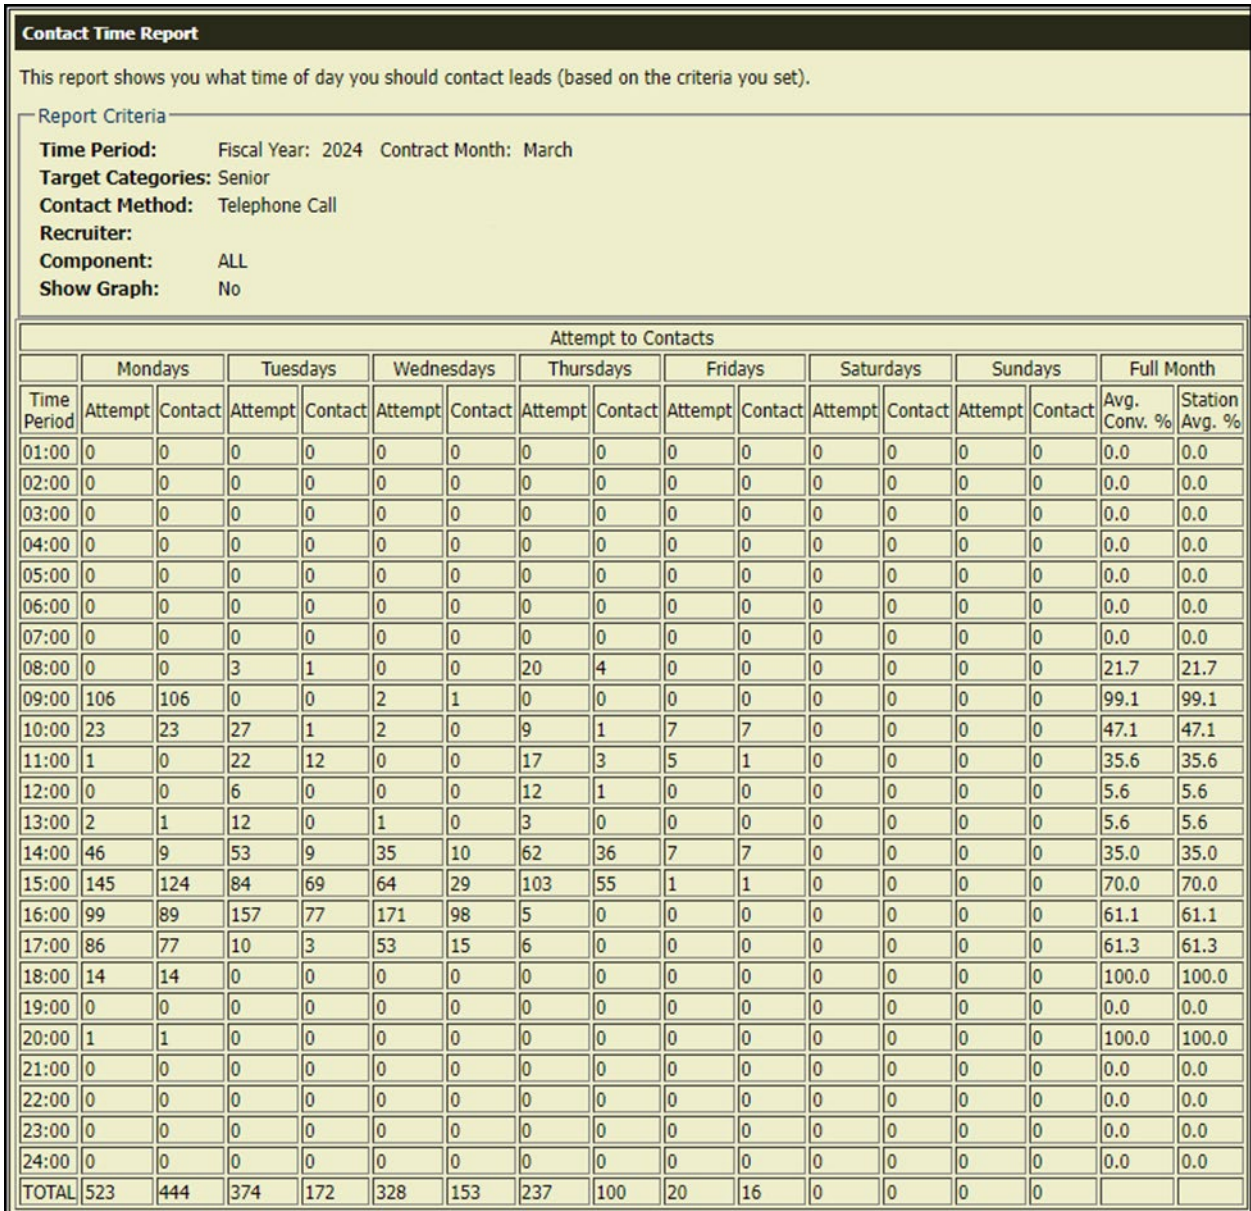 Contact Time Report
This report shows you what time of day you should contact leads (based on the criteria you set).
Report Criteria
Time Period: Fiscal Year: 2024 Contract Month: March
Target Categories: Senior
Contact Method: Telephone Call
Recruiter:
Component: ALL
Show Graph: No
Attempt to Contacts
Mondays Tuesdays Wednesdays Thursdays Fridays Saturdays Sundays Full Month
Time Period Attempt Contact Attempt Contact Attempt Contact Attempt Contact Attempt Contact Attempt Contact Attempt Contact Avg. Conv. % Station Avg. %
01:00 0 0 0 0 0 0 0 0 0 0 0 0 0 0 0.0 0.0
02:00 0 0 0 0 0 0 0 0 0 0 0 0 0 0 0.0 0.0
03:00 0 0 0 0 0 0 0 0 0 0 0 0 0 0 0.0 0.0
04:00 0 0 0 0 0 0 0 0 0 0 0 0 0 0 0.0 0.0
05:00 0 0 0 0 0 0 0 0 0 0 0 0 0 0 0.0 0.0
06:00 0 0 0 0 0 0 0 0 0 0 0 0 0 0 0.0 0.0
07:00 0 0 0 0 0 0 0 0 0 0 0 0 0 0 0.0 0.0
08:00 0 0 3 1 0 0 20 4 0 0 0 0 0 0 21.7 21.7
09:00 106 106 0 0 2 1 0 0 0 0 0 0 0 0 99.1 99.1
10:00 23 23 27 1 2 0 9 1 7 7 0 0 0 0 47.1 47.1
11:00 1 0 22 12 0 0 17 3 5 1 0 0 0 0 35.6 35.6
12:00 0 0 6 0 0 0 12 1 0 0 0 0 0 0 5.6 5.6
13:00 2 1 12 0 1 0 3 0 0 0 0 0 0 0 5.6 5.6
14:00 46 9 53 9 35 10 62 36 7 7 0 0 0 0 35.0 35.0
15:00 145 124 84 69 64 29 103 55 1 1 0 0 0 0 70.0 70.0
16:00 99 89 157 77 171 98 5 0 0 0 0 0 0 0 61.1 61.1
17:00 86 77 10 3 53 15 6 0 0 0 0 0 0 0 61.3 61.3
18:00 14 14 0 0 0 0 0 0 0 0 0 0 0 0 100.0 100.0
19:00 0 0 0 0 0 0 0 0 0 0 0 0 0 0 0.0 0.0
20:00 1 1 0 0 0 0 0 0 0 0 0 0 0 0 100.0 100.0
21:00 0 0 0 0 0 0 0 0 0 0 0 0 0 0 0.0 0.0
22:00 0 0 0 0 0 0 0 0 0 0 0 0 0 0 0.0 0.0
23:00 0 0 0 0 0 0 0 0 0 0 0 0 0 0 0.0 0.0
24:00 0 0 0 0 0 0 0 0 0 0 0 0 0 0 0.0 0.0
TOTAL 523 444 374 172 328 153 237 100 20 16 0 0 0 0